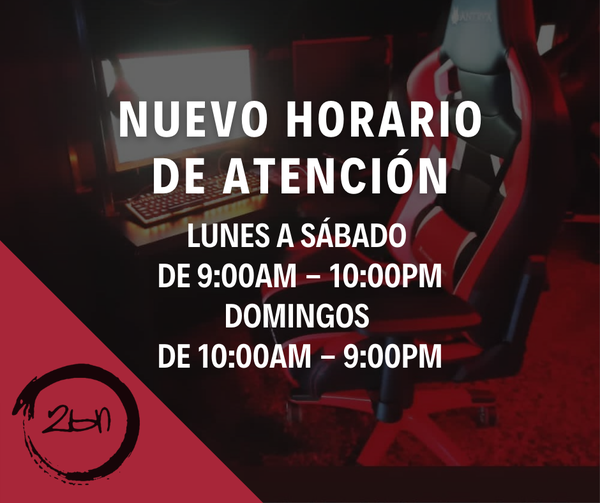 NUEVO HORARIO
DE ATENCIÓN
LUNES A SÁBADO
DE 9:00AM – 10:00PM
DOMINGOS
DE 10:00AM – 9:00PM
2bn